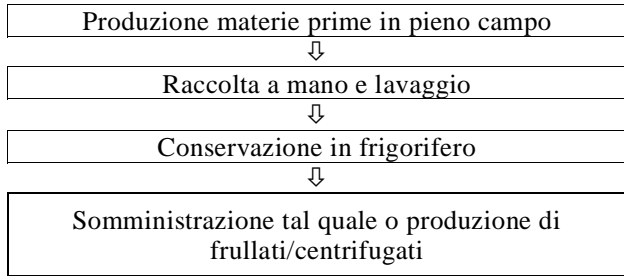 Produzione materie prime in pieno campo
⇩
Raccolta a mano e lavaggio
⇩
Conservazione in frigorifero
⇩
Somministrazione tal quale o produzione di
frullati/centrifugati